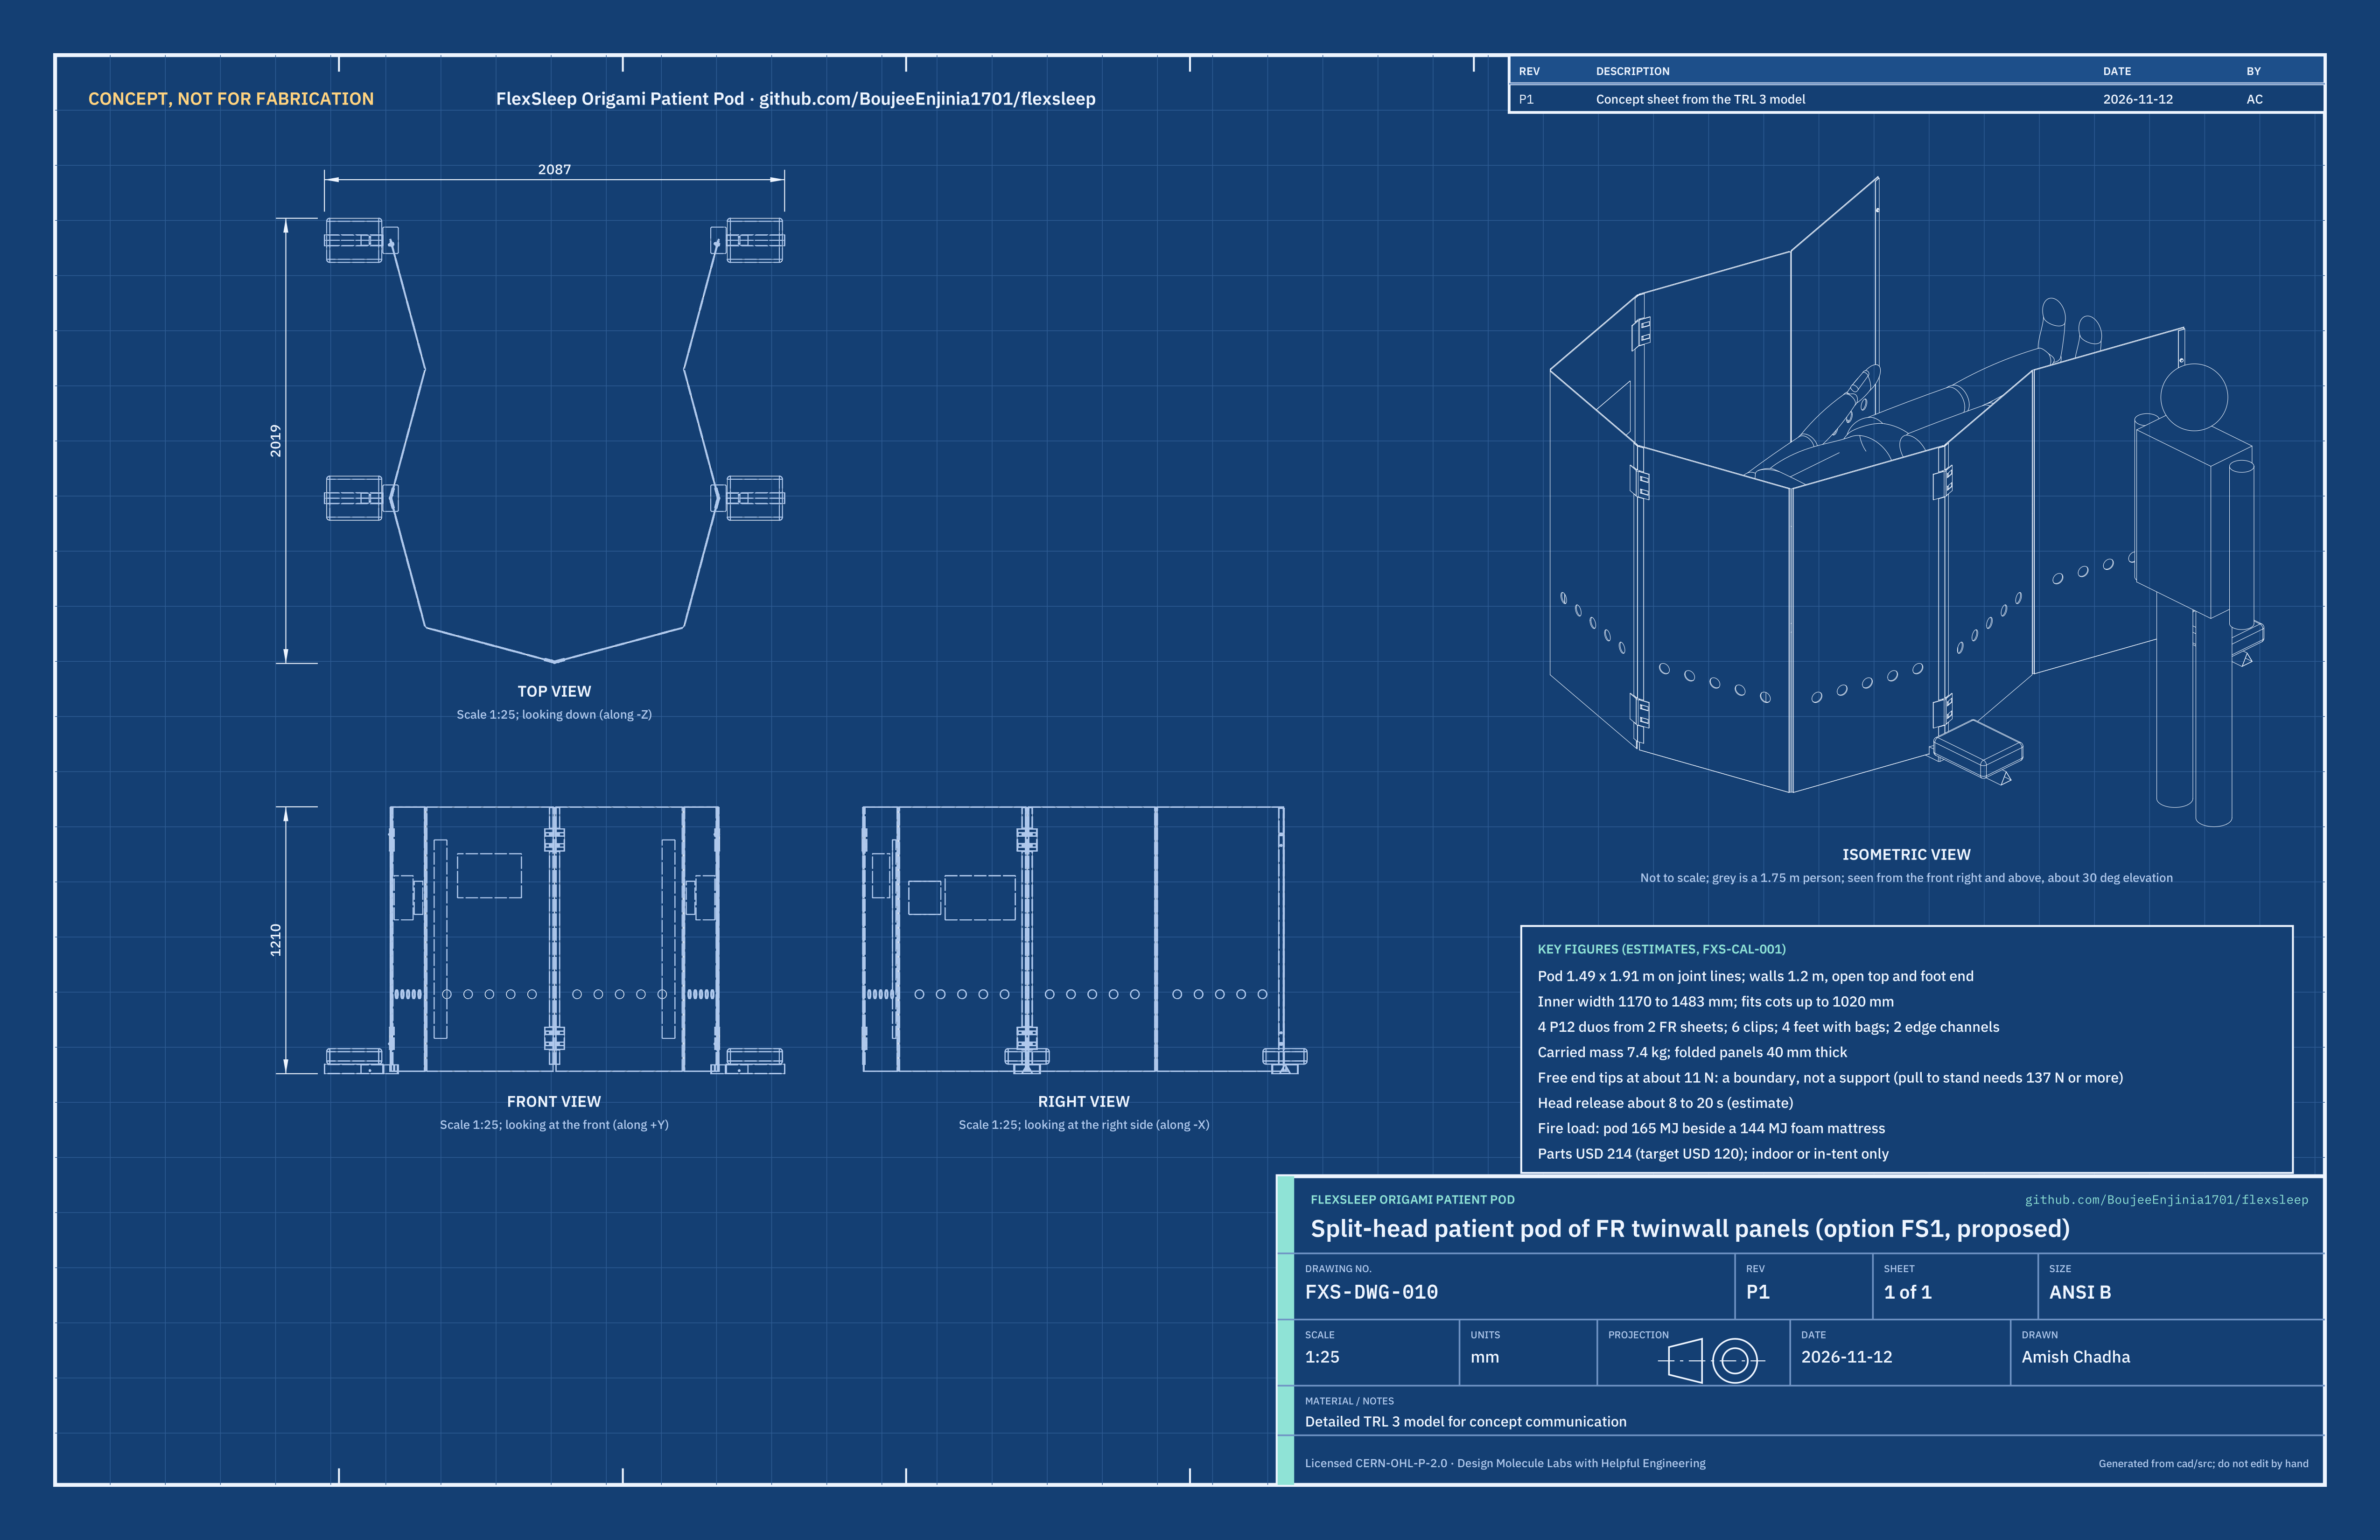 CONCEPT, NOT FOR FABRICATION
FlexSleep Origami Patient Pod · github.com/BoujeeEnjinia1701/flexsleep
REV DESCRIPTION DATE BY
P1 Concept sheet from the TRL 3 model 2026-11-12 AC
2087
2019
TOP VIEW
Scale 1:25; looking down (along -Z)
1210
FRONT VIEW
Scale 1:25; looking at the front (along +Y)
RIGHT VIEW
Scale 1:25; looking at the right side (along -X)
ISOMETRIC VIEW
Not to scale; grey is a 1.75 m person; seen from the front right and above, about 30 deg elevation
KEY FIGURES (ESTIMATES, FXS-CAL-001)
Pod 1.49 x 1.91 m on joint lines; walls 1.2 m, open top and foot end
Inner width 1170 to 1483 mm; fits cots up to 1020 mm
4 P12 duos from 2 FR sheets; 6 clips; 4 feet with bags; 2 edge channels
Carried mass 7.4 kg; folded panels 40 mm thick
Free end tips at about 11 N: a boundary, not a support (pull to stand needs 137 N or more)
Head release about 8 to 20 s (estimate)
Fire load: pod 165 MJ beside a 144 MJ foam mattress
Parts USD 214 (target USD 120); indoor or in-tent only
FLEXSLEEP ORIGAMI PATIENT POD github.com/BoujeeEnjinia1701/flexsleep
Split-head patient pod of FR twinwall panels (option FS1, proposed)
DRAWING NO. REV SHEET SIZE
FXS-DWG-010 P1 1 of 1 ANSI B
SCALE UNITS PROJECTION DATE DRAWN
1:25 mm 2026-11-12 Amish Chadha
MATERIAL / NOTES
Detailed TRL 3 model for concept communication
Licensed CERN-OHL-P-2.0 · Design Molecule Labs with Helpful Engineering Generated from cad/src; do not edit by hand